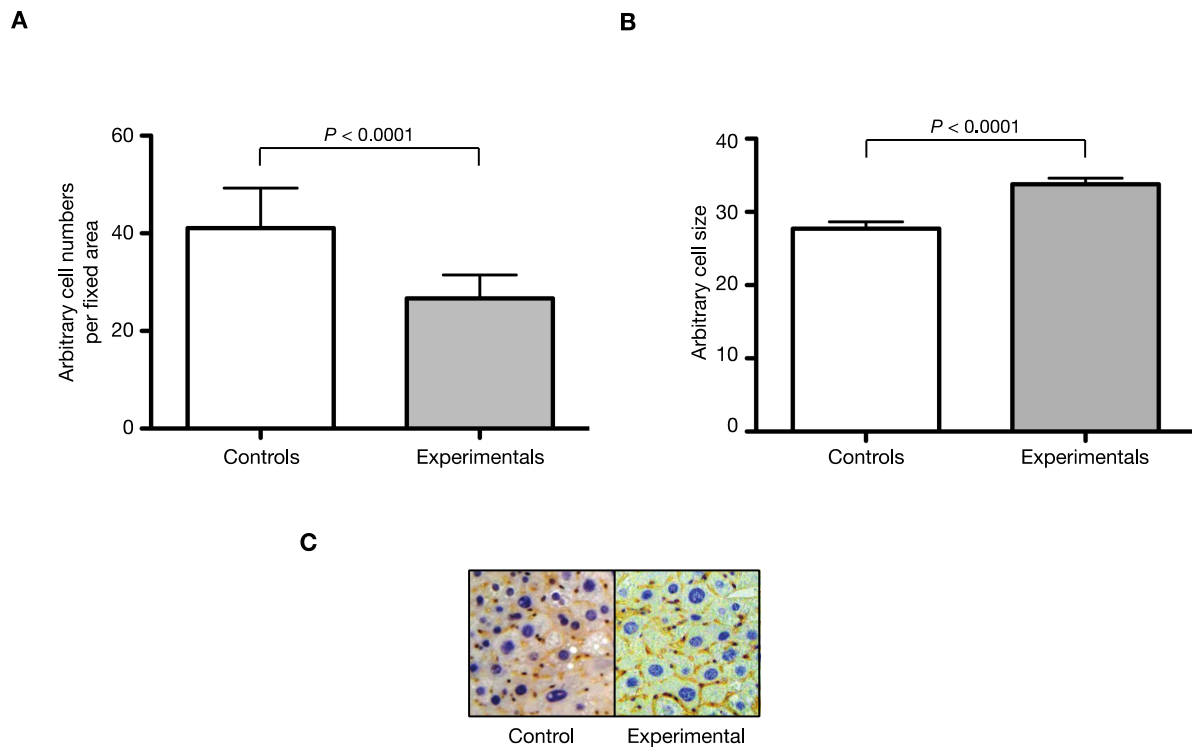 A
B
Arbitrary cell numbers
per fixed area
60
40
20
0
P < 0.0001
Controls
Experimentals
Arbitrary cell size
40
30
20
10
0
P < 0.0001
Controls
Experimentals
C
Control
Experimental